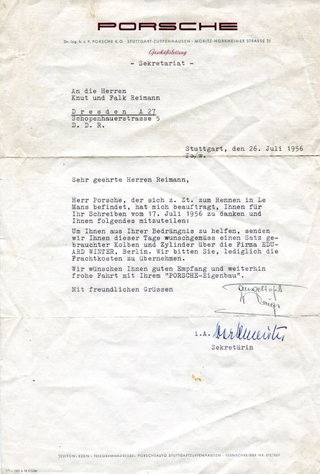 PORSCHE
Dr. Ing. h. c. F. PORSCHE K.G. · STUTTGART-ZUFFENHAUSEN ·
Geschäftsleitung
- Sekretariat -
An die Herren
Knut und Falk Reimann
Dresden A 27
Schopenhauerstrasse 5
D. D. R.
Stuttgart, den 26. Juli 1956
Sehr geehrte Herren Reimann,
Herr Porsche, der sich z. Zt. zum Rennen in Le
Mans befindet, hat mich beauftragt, Ihnen für
Ihr Schreiben vom 17. Juli 1956 zu danken und
Ihnen folgendes mitzuteilen:
Um Ihnen aus Ihrer Bedrängnis zu helfen, senden
wir Ihnen dieser Tage wunschgemäss einen Satz ge-
brauchter Kolben und Zylinder über die Firma EDU-
ARD WINTER, Berlin. Wir bitten Sie, lediglich die
Frachtkosten zu übernehmen.
Wir wünschen Ihnen guten Empfang und weiterhin
frohe Fahrt mit Ihrem "PORSCHE-Eigenbau".
Mit freundlichen Grüssen
i.A.
Sekretärin